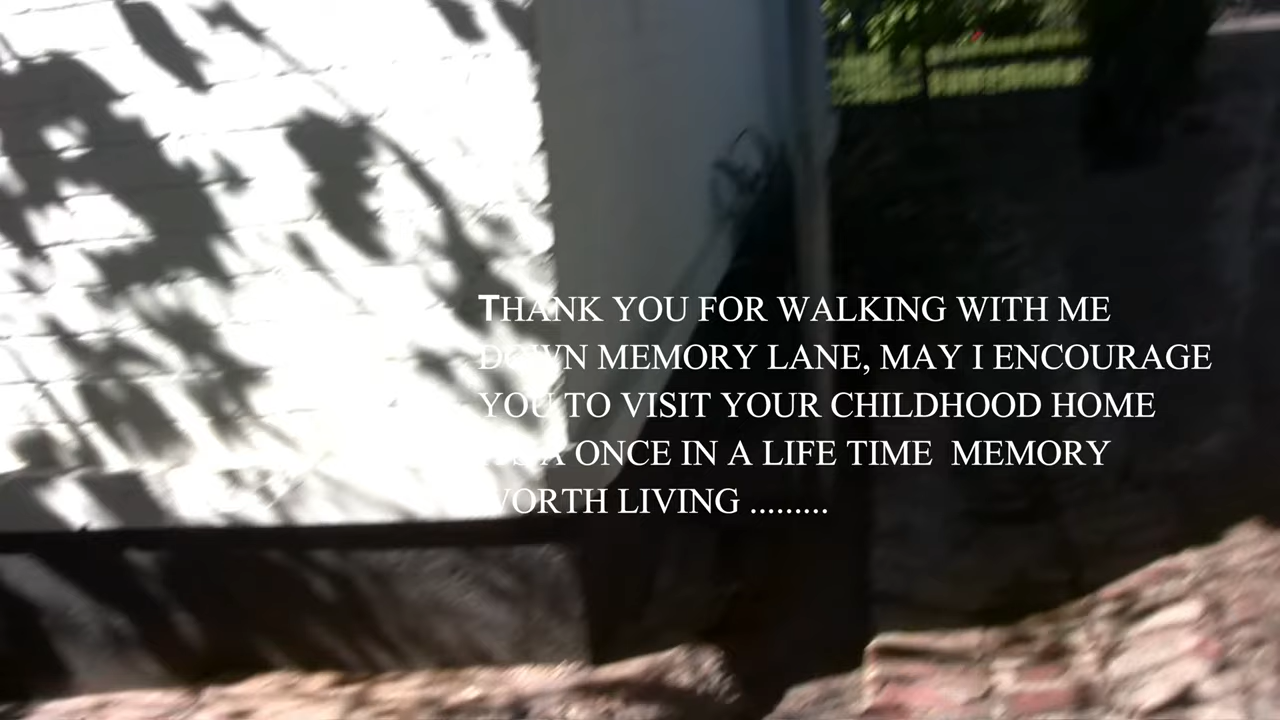 THANK YOU FOR WALKING WITH ME
DOWN MEMORY LANE, MAY I ENCOURAGE
YOU TO VISIT YOUR CHILDHOOD HOME
A ONCE IN A LIFE TIME MEMORY
WORTH LIVING .........